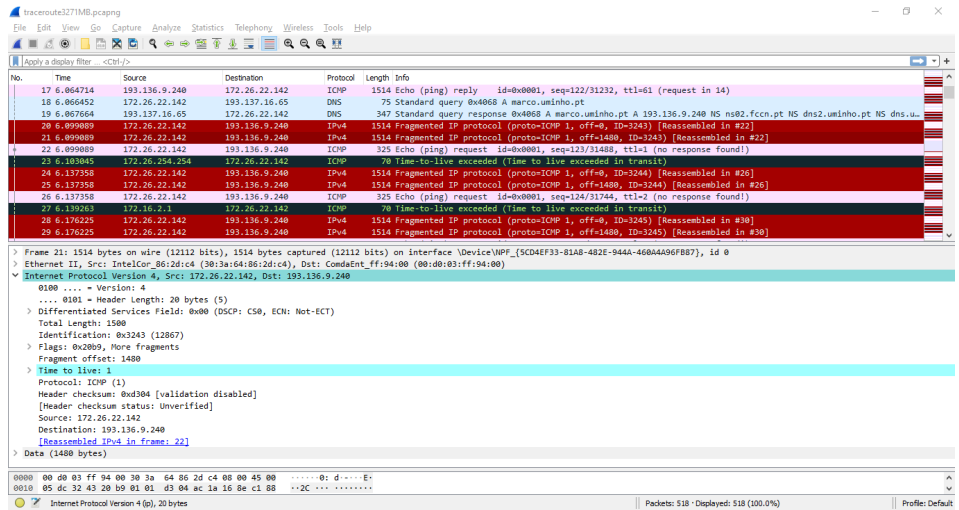 traceroute3271MB.pcapng
File Edit View Go Capture Analyze Statistics Telephony Wireless Tools Help
Apply a display filter ... <Ctrl-/>
No. Time Source Destination Protocol Length Info
17 6.064714 193.136.9.240 172.26.22.142 ICMP 1514 Echo (ping) reply id=0x0001, seq=122/31232, ttl=61 (request in 14)
18 6.066452 172.26.22.142 193.137.16.65 DNS 75 Standard query 0x4068 A marco.uminho.pt
19 6.067664 193.137.16.65 172.26.22.142 DNS 347 Standard query response 0x4068 A marco.uminho.pt A 193.136.9.240 NS ns02.fccn.pt NS dns2.uminho.pt NS dns.u…
20 6.099089 172.26.22.142 193.136.9.240 IPv4 1514 Fragmented IP protocol (proto=ICMP 1, off=0, ID=3243) [Reassembled in #22]
21 6.099089 172.26.22.142 193.136.9.240 IPv4 1514 Fragmented IP protocol (proto=ICMP 1, off=1480, ID=3243) [Reassembled in #22]
22 6.099089 172.26.22.142 193.136.9.240 ICMP 325 Echo (ping) request id=0x0001, seq=123/31488, ttl=1 (no response found!)
23 6.103045 172.26.254.254 172.26.22.142 ICMP 70 Time-to-live exceeded (Time to live exceeded in transit)
24 6.137358 172.26.22.142 193.136.9.240 IPv4 1514 Fragmented IP protocol (proto=ICMP 1, off=0, ID=3244) [Reassembled in #26]
25 6.137358 172.26.22.142 193.136.9.240 IPv4 1514 Fragmented IP protocol (proto=ICMP 1, off=1480, ID=3244) [Reassembled in #26]
26 6.137358 172.26.22.142 193.136.9.240 ICMP 325 Echo (ping) request id=0x0001, seq=124/31744, ttl=2 (no response found!)
27 6.139263 172.16.2.1 172.26.22.142 ICMP 70 Time-to-live exceeded (Time to live exceeded in transit)
28 6.176225 172.26.22.142 193.136.9.240 IPv4 1514 Fragmented IP protocol (proto=ICMP 1, off=0, ID=3245) [Reassembled in #30]
29 6.176225 172.26.22.142 193.136.9.240 IPv4 1514 Fragmented IP protocol (proto=ICMP 1, off=1480, ID=3245) [Reassembled in #30]
Frame 21: 1514 bytes on wire (12112 bits), 1514 bytes captured (12112 bits) on interface \Device\NPF_{5CD4EF33-81A8-482E-944A-460A4A96FB87}, id 0
Ethernet II, Src: IntelCor_86:2d:c4 (30:3a:64:86:2d:c4), Dst: ComdaEnt_ff:94:00 (00:d0:03:ff:94:00)
Internet Protocol Version 4, Src: 172.26.22.142, Dst: 193.136.9.240
0100 .... = Version: 4
.... 0101 = Header Length: 20 bytes (5)
Differentiated Services Field: 0x00 (DSCP: CS0, ECN: Not-ECT)
Total Length: 1500
Identification: 0x3243 (12867)
Flags: 0x20b9, More fragments
Fragment offset: 1480
Time to live: 1
Protocol: ICMP (1)
Header checksum: 0xd304 [validation disabled]
[Header checksum status: Unverified]
Source: 172.26.22.142
Destination: 193.136.9.240
[Reassembled IPv4 in frame: 22]
Data (1480 bytes)
0000 00 d0 03 ff 94 00 30 3a 64 86 2d c4 08 00 45 00 ······0: d·-···E·
0010 05 dc 32 43 20 b9 01 01 d3 04 ac 1a 16 8e c1 88 ··2C ··· ········
Internet Protocol Version 4 (ip), 20 bytes
Packets: 518 · Displayed: 518 (100.0%)
Profile: Default